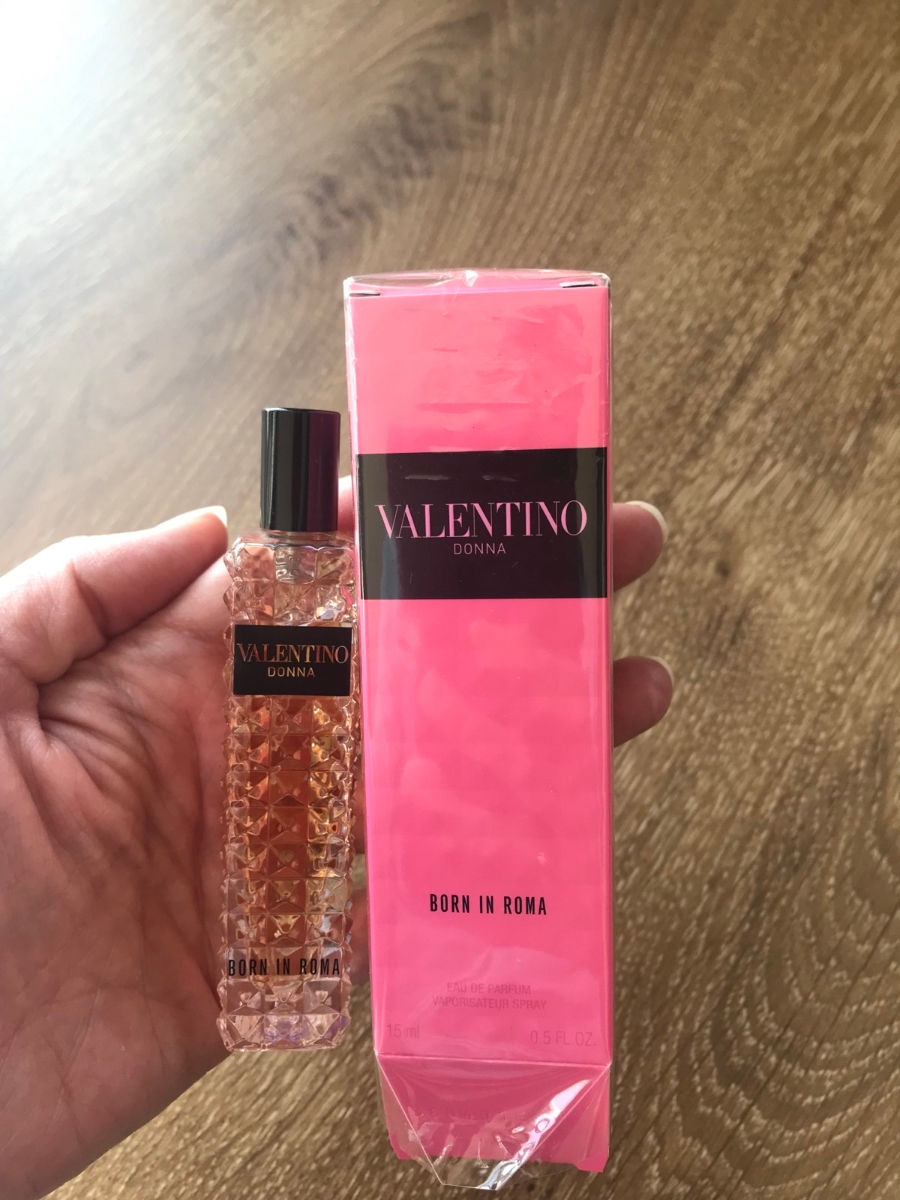 VALENTINO
DONNA
BORN IN ROMA
VALENTINO
DONNA
BORN IN ROMA
EAU DE PARFUM
VAPORISATEUR SPRAY
15 ml
0.5 FL.OZ.